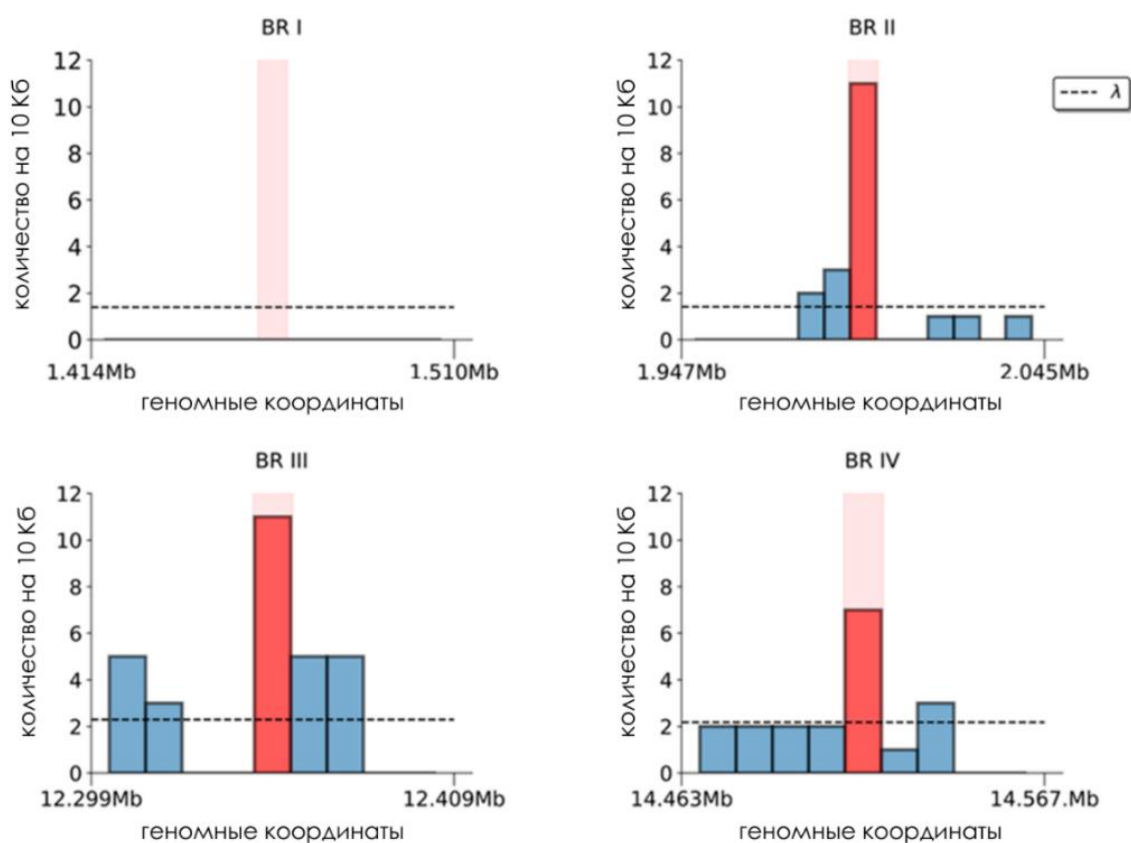 BR I
12
10
8
6
4
2
0
количество на 10 Кб
1.414Mb
1.510Mb
геномные координаты
BR II
12
10
8
6
4
2
0
количество на 10 Кб
1.947Mb
2.045Mb
геномные координаты
λ
BR III
12
10
8
6
4
2
0
количество на 10 Кб
12.299Mb
12.409Mb
геномные координаты
BR IV
12
10
8
6
4
2
0
количество на 10 Кб
14.463Mb
14.567.Mb
геномные координаты